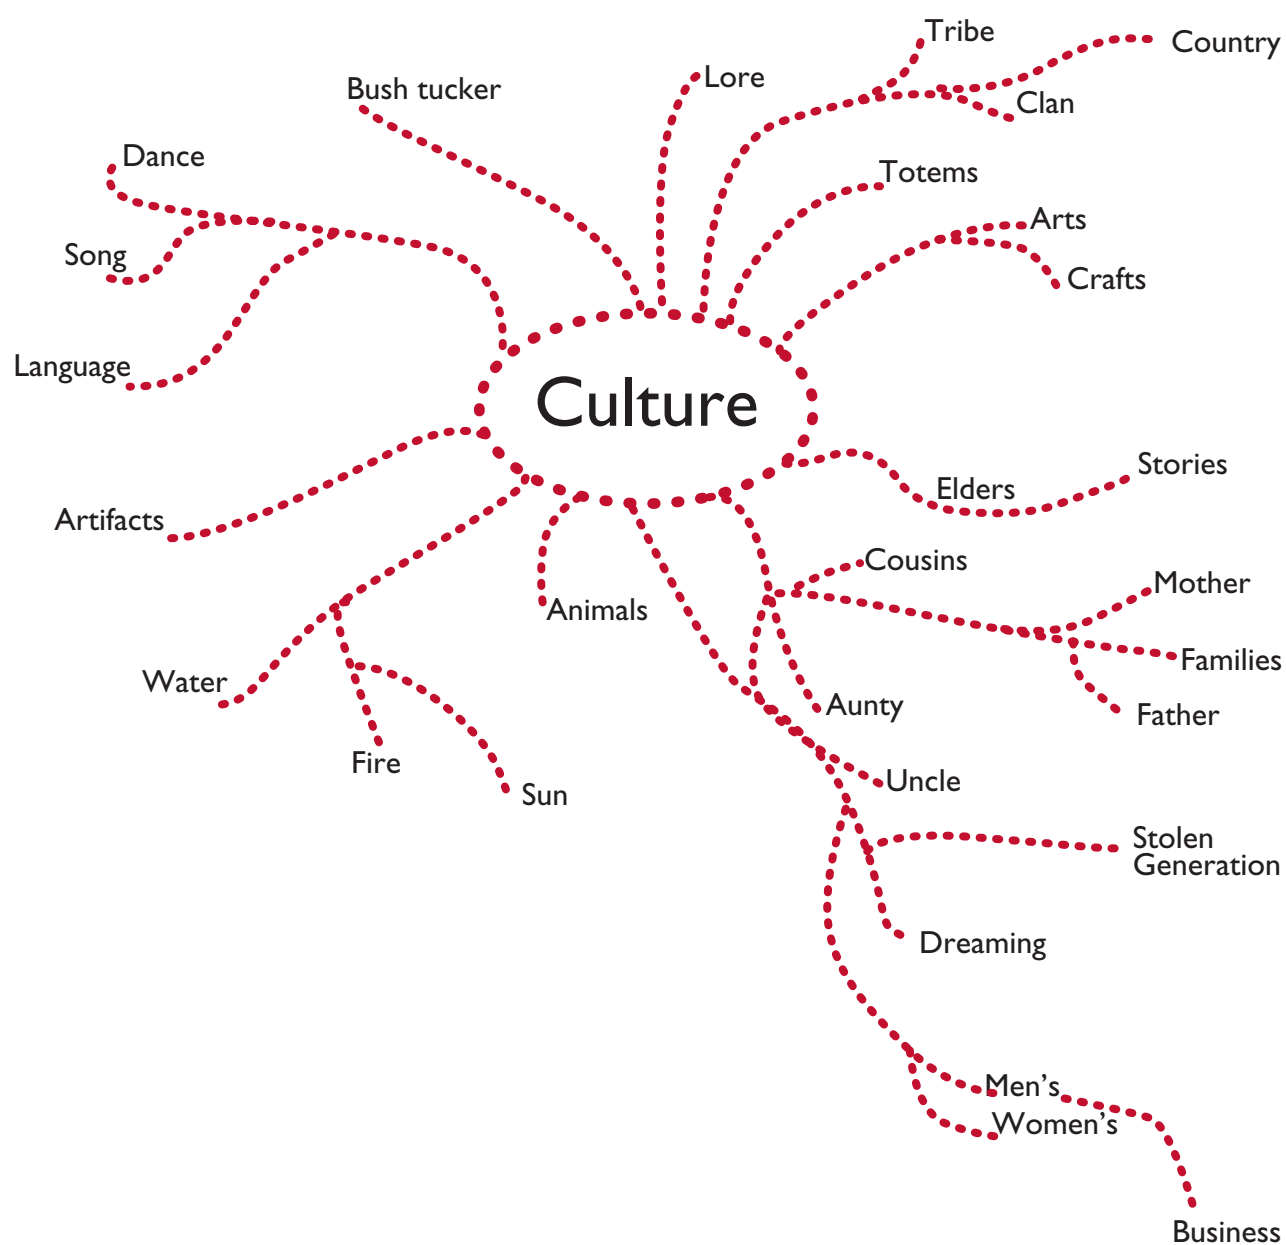 Tribe
Country
Lore
Bush tucker
Clan
Dance
Totems
Arts
Song
Crafts
Language
Culture
Stories
Elders
Artifacts
Cousins
Mother
Animals
Families
Water
Aunty
Father
Fire
Uncle
Sun
Stolen
Generation
Dreaming
Men’s
Women’s
Business